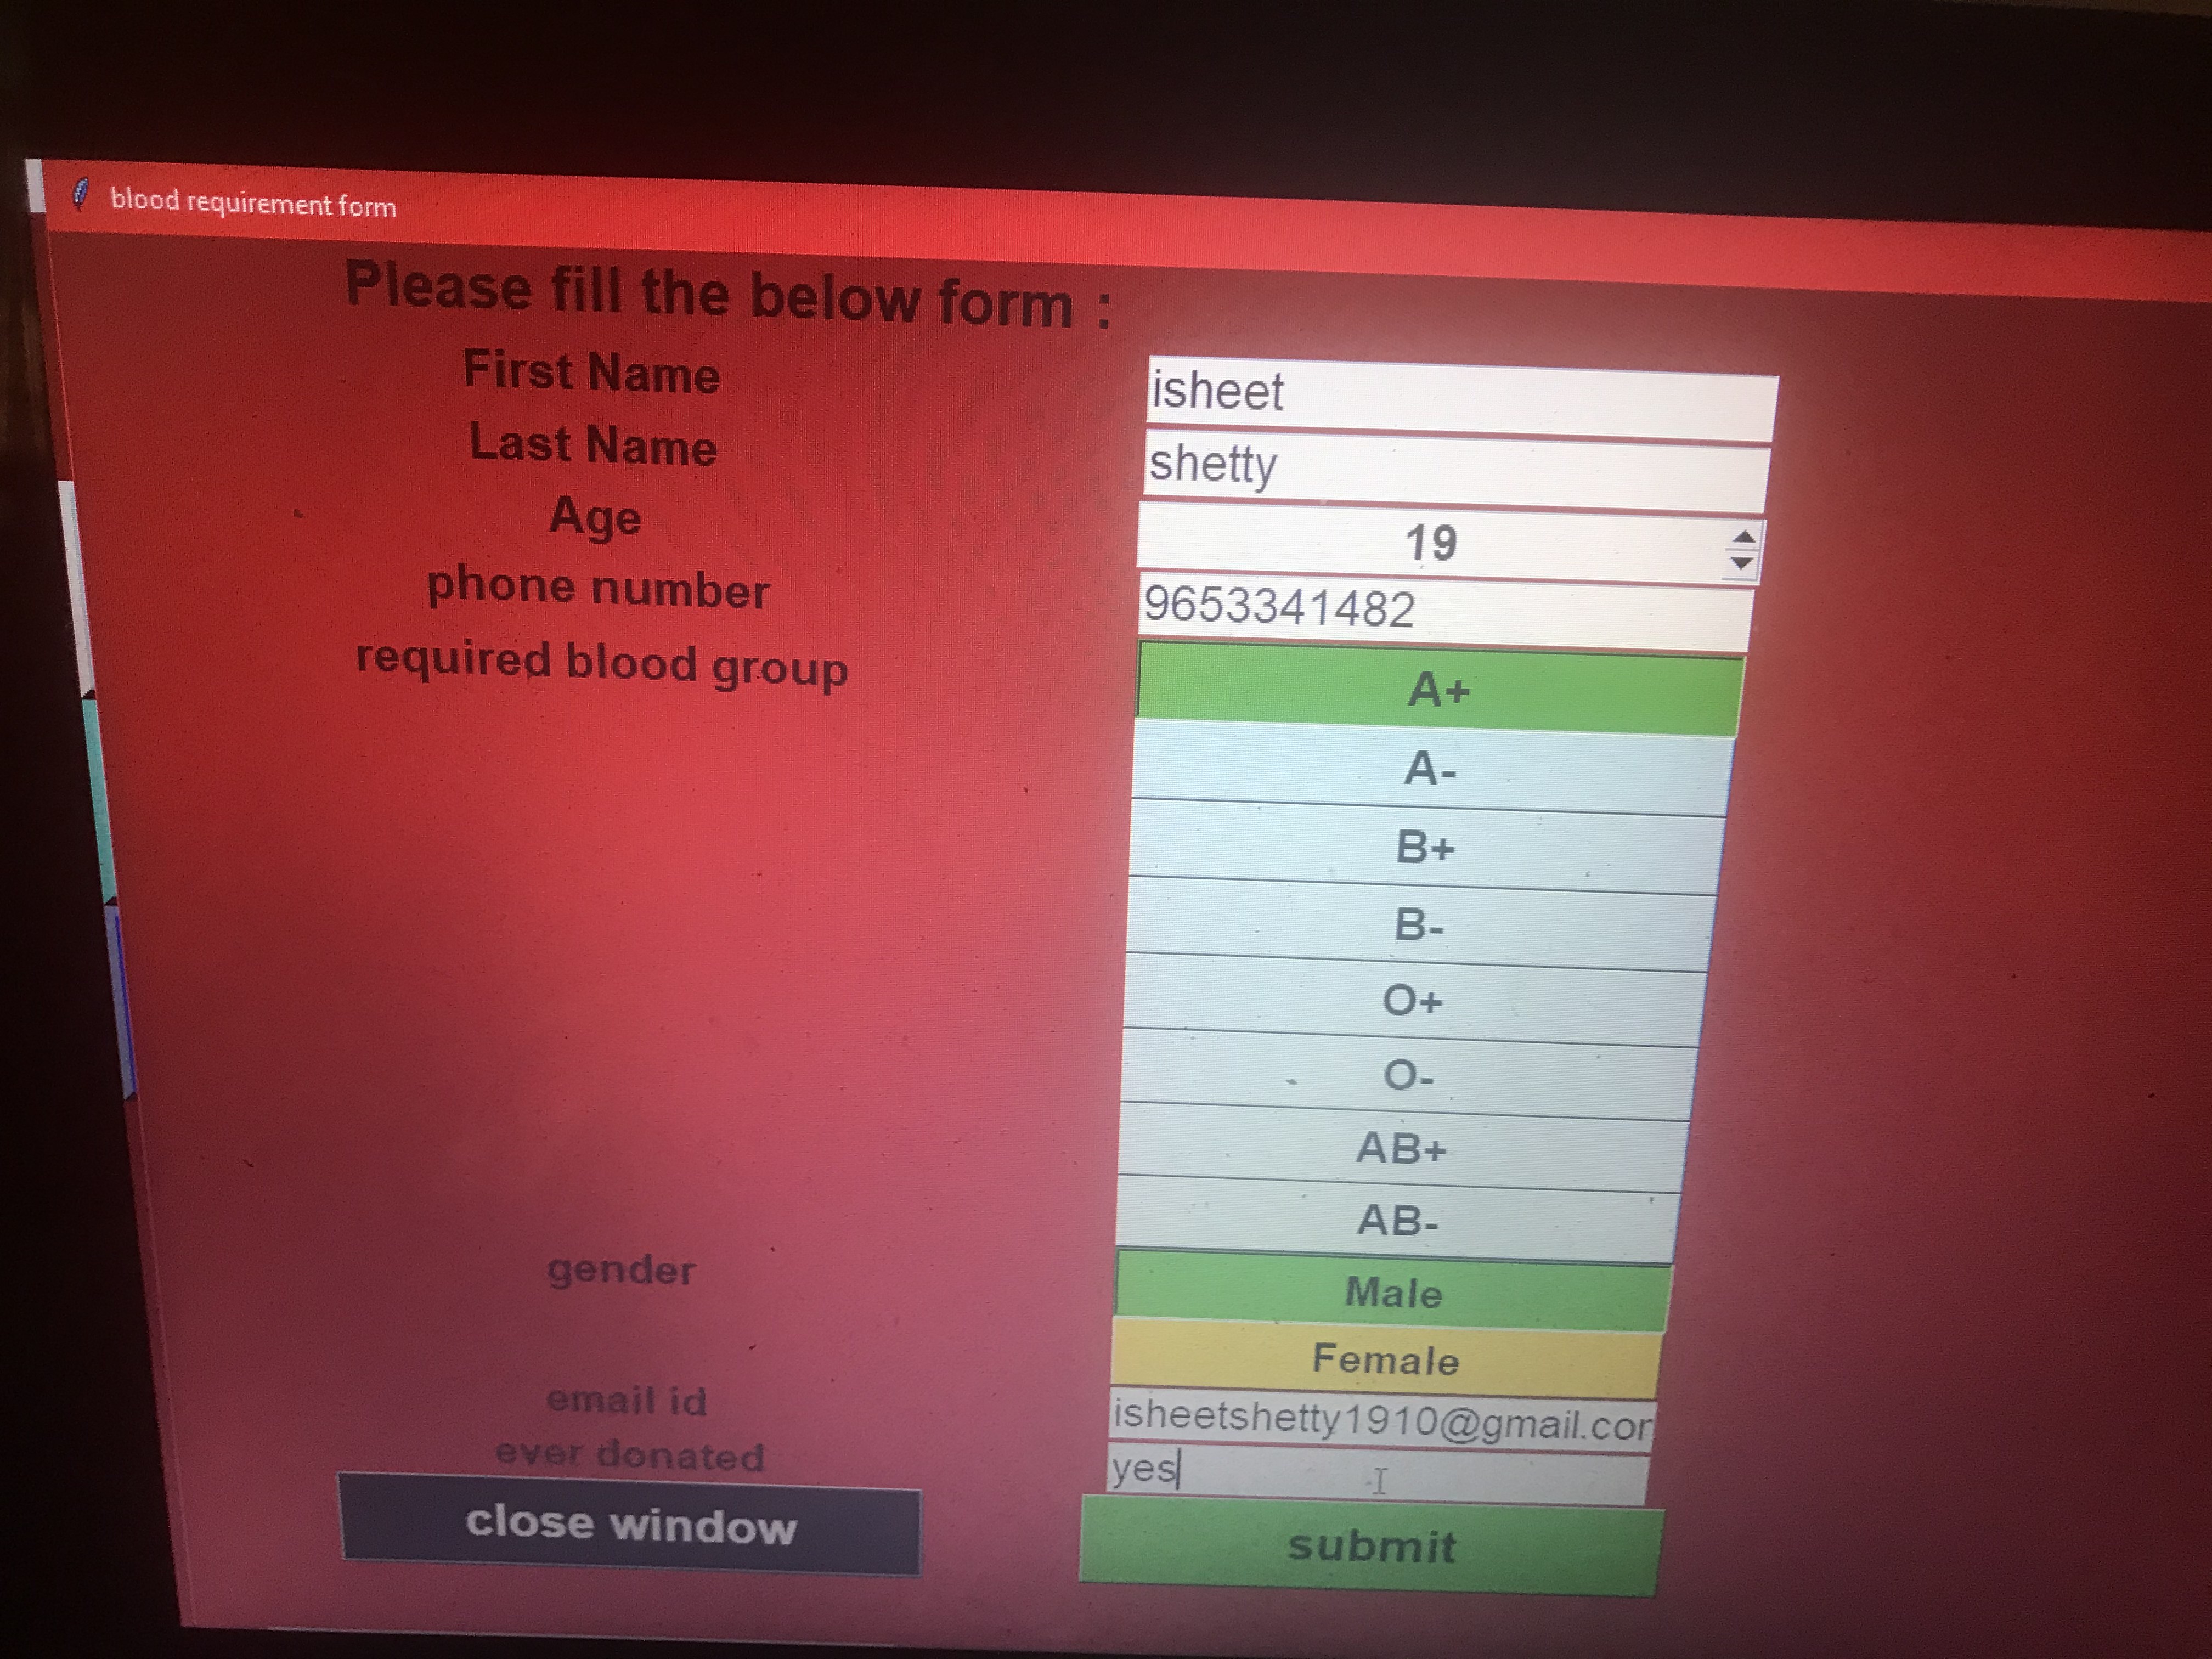 blood requirement form
Please fill the below form :
First Name isheet
Last Name shetty
Age 19
phone number 9653341482
required blood group A+
A-
B+
B-
O+
O-
AB+
AB-
gender Male
Female
email id isheetshetty1910@gmail.cor
ever donated yes
close window submit